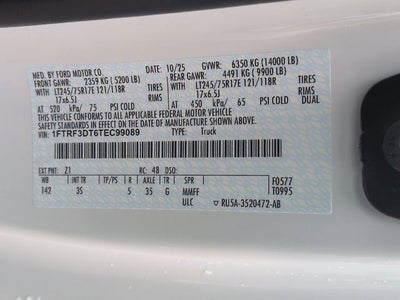 MFD. BY FORD MOTOR CO. 10/25 GVWR: 6350 KG (14000 LB)
FRONT GAWR: 2359 KG (5200 LB) REAR GAWR: 4491 KG (9900 LB)
LT245/75R17E 121/118R TIRES LT245/75R17E 121/118R TIRES
17x6.5J RIMS 17x6.5J RIMS
AT 520 kPa/ 75 PSI COLD AT 450 kPa/ 65 PSI COLD DUAL
THIS VEHICLE CONFORMS TO ALL APPLICABLE FEDERAL MOTOR
VEHICLE SAFETY STANDARDS IN EFFECT ON THE DATE OF
MANUFACTURE SHOWN ABOVE.
VIN: 1FTRF3DT6TEC99089 TYPE: Truck
EXT PNT: Z1 RC: 48 DSO:
WB INT TR TP/PS R AXLE TR SPR F0577
142 3S 5 35 G MMFF T0995
ULC RU5A-3520472-AB